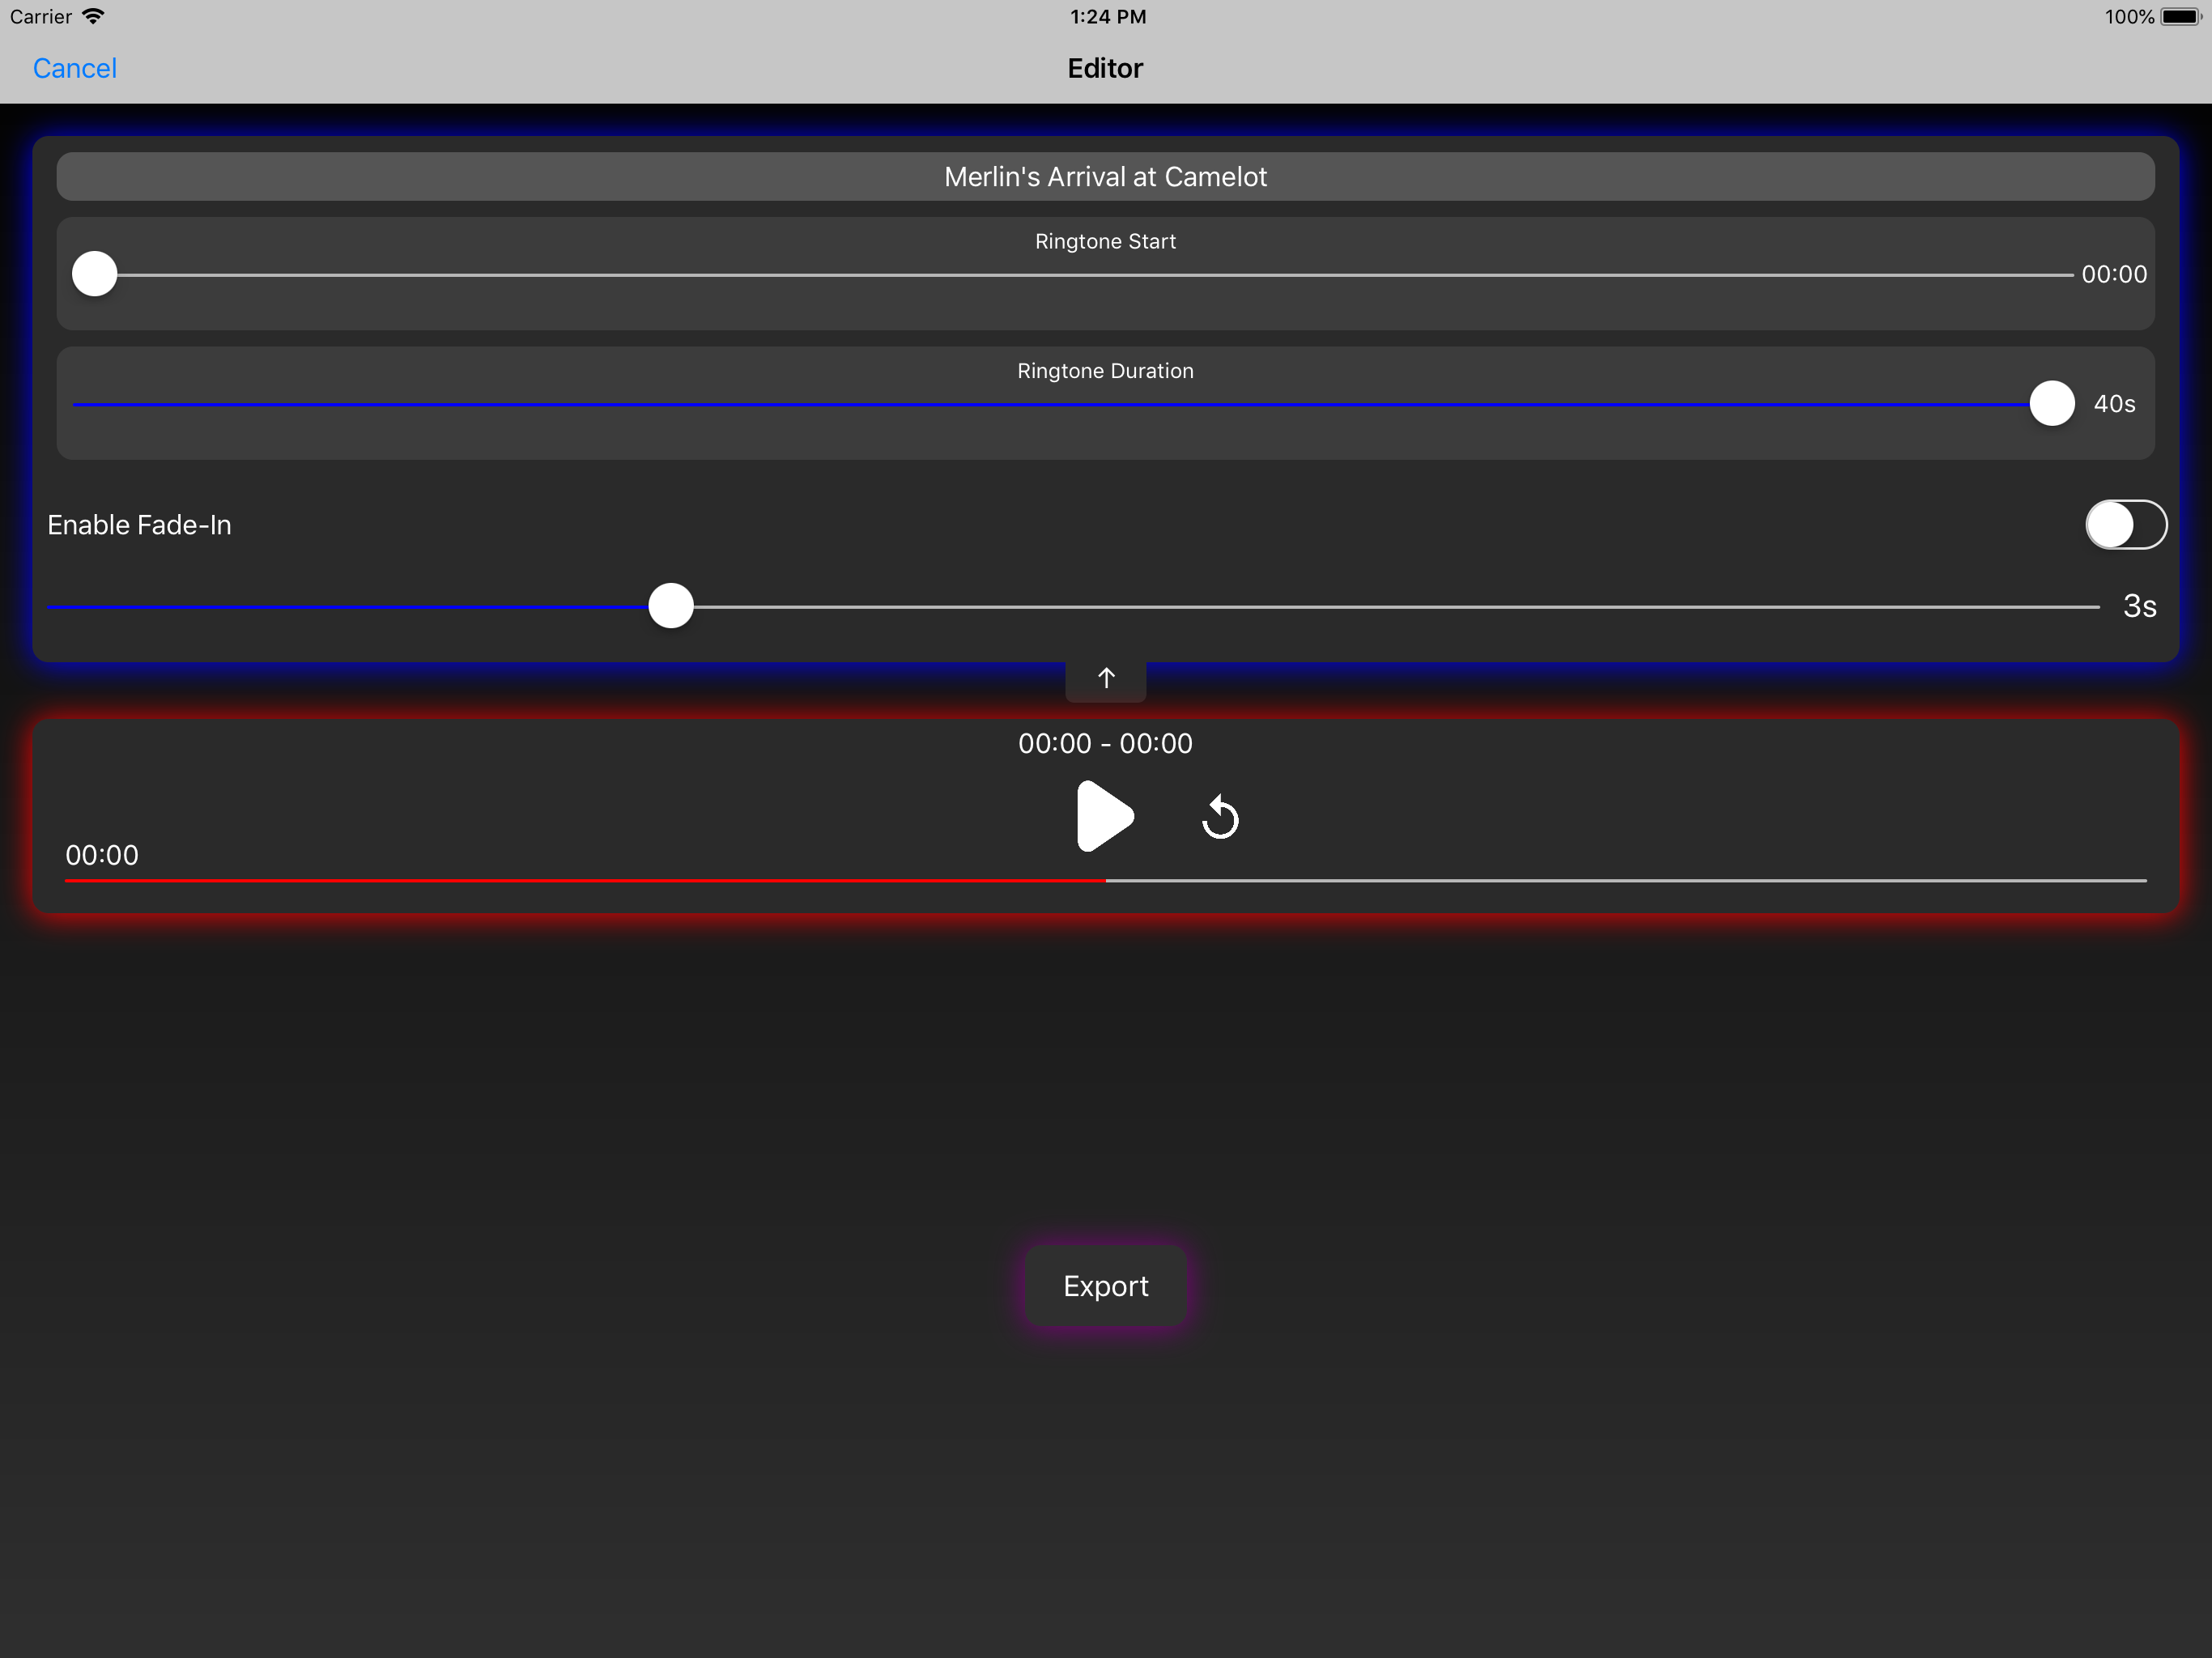 Carrier 1:24 PM 100%
Cancel Editor
Merlin's Arrival at Camelot
Ringtone Start
00:00
Ringtone Duration
40s
Enable Fade-In
3s
↑
00:00 - 00:00
00:00
Export